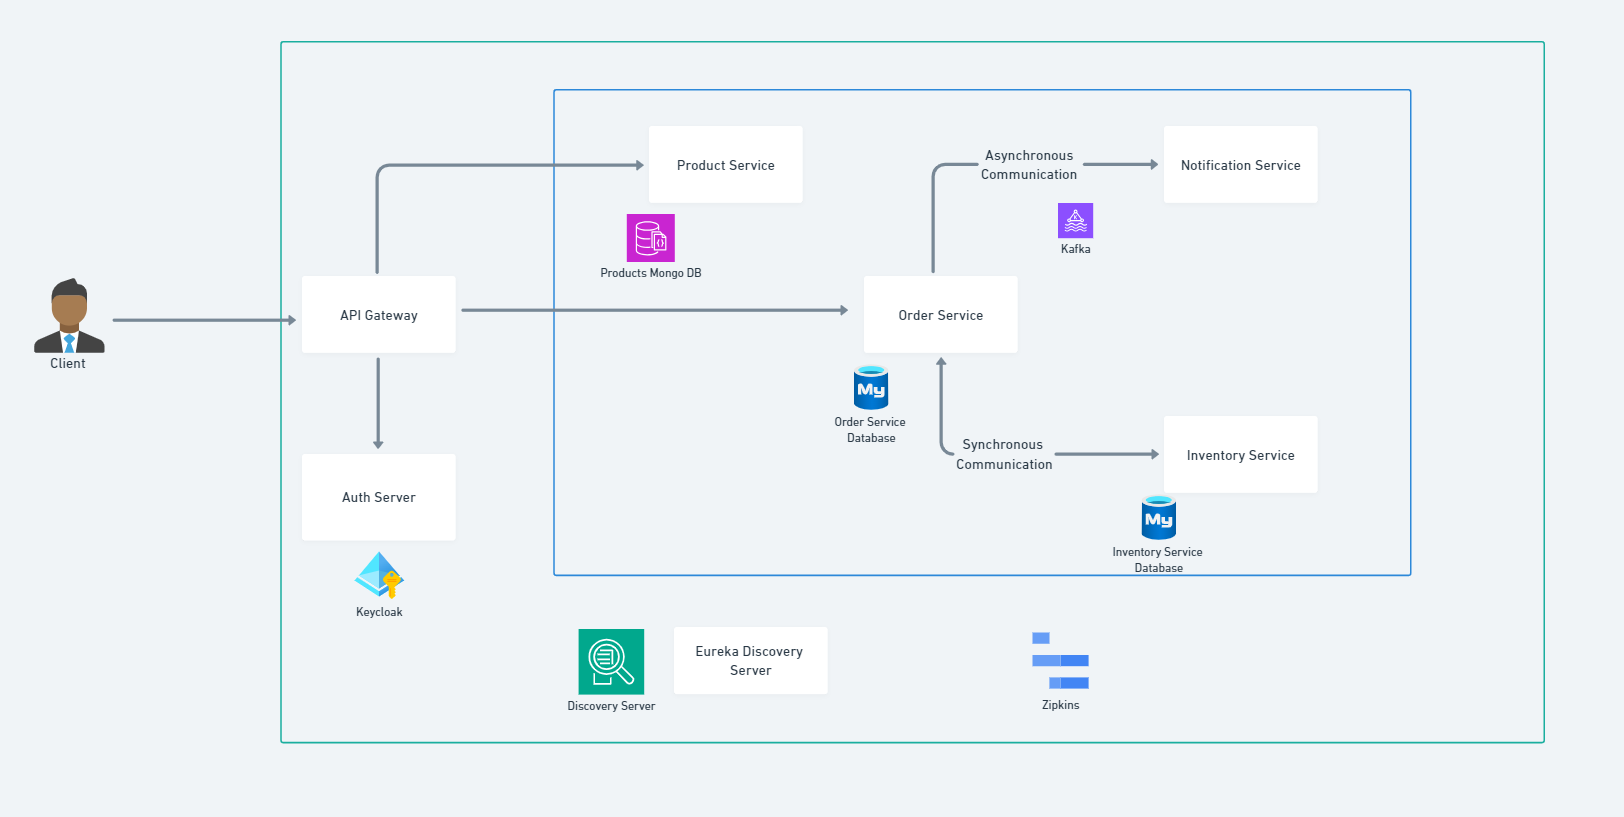 Product Service
Asynchronous
Communication
Notification Service
Products Mongo DB
Kafka
Client
API Gateway
Order Service
My
Order Service
Database
Synchronous
Communication
Inventory Service
My
Inventory Service
Database
Auth Server
Keycloak
Discovery Server
Eureka Discovery
Server
Zipkins